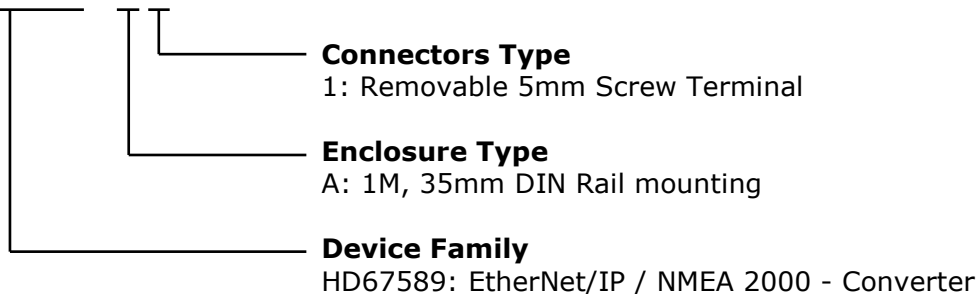 Connectors Type
1: Removable 5mm Screw Terminal
Enclosure Type
A: 1M, 35mm DIN Rail mounting
Device Family
HD67589: EtherNet/IP / NMEA 2000 - Converter